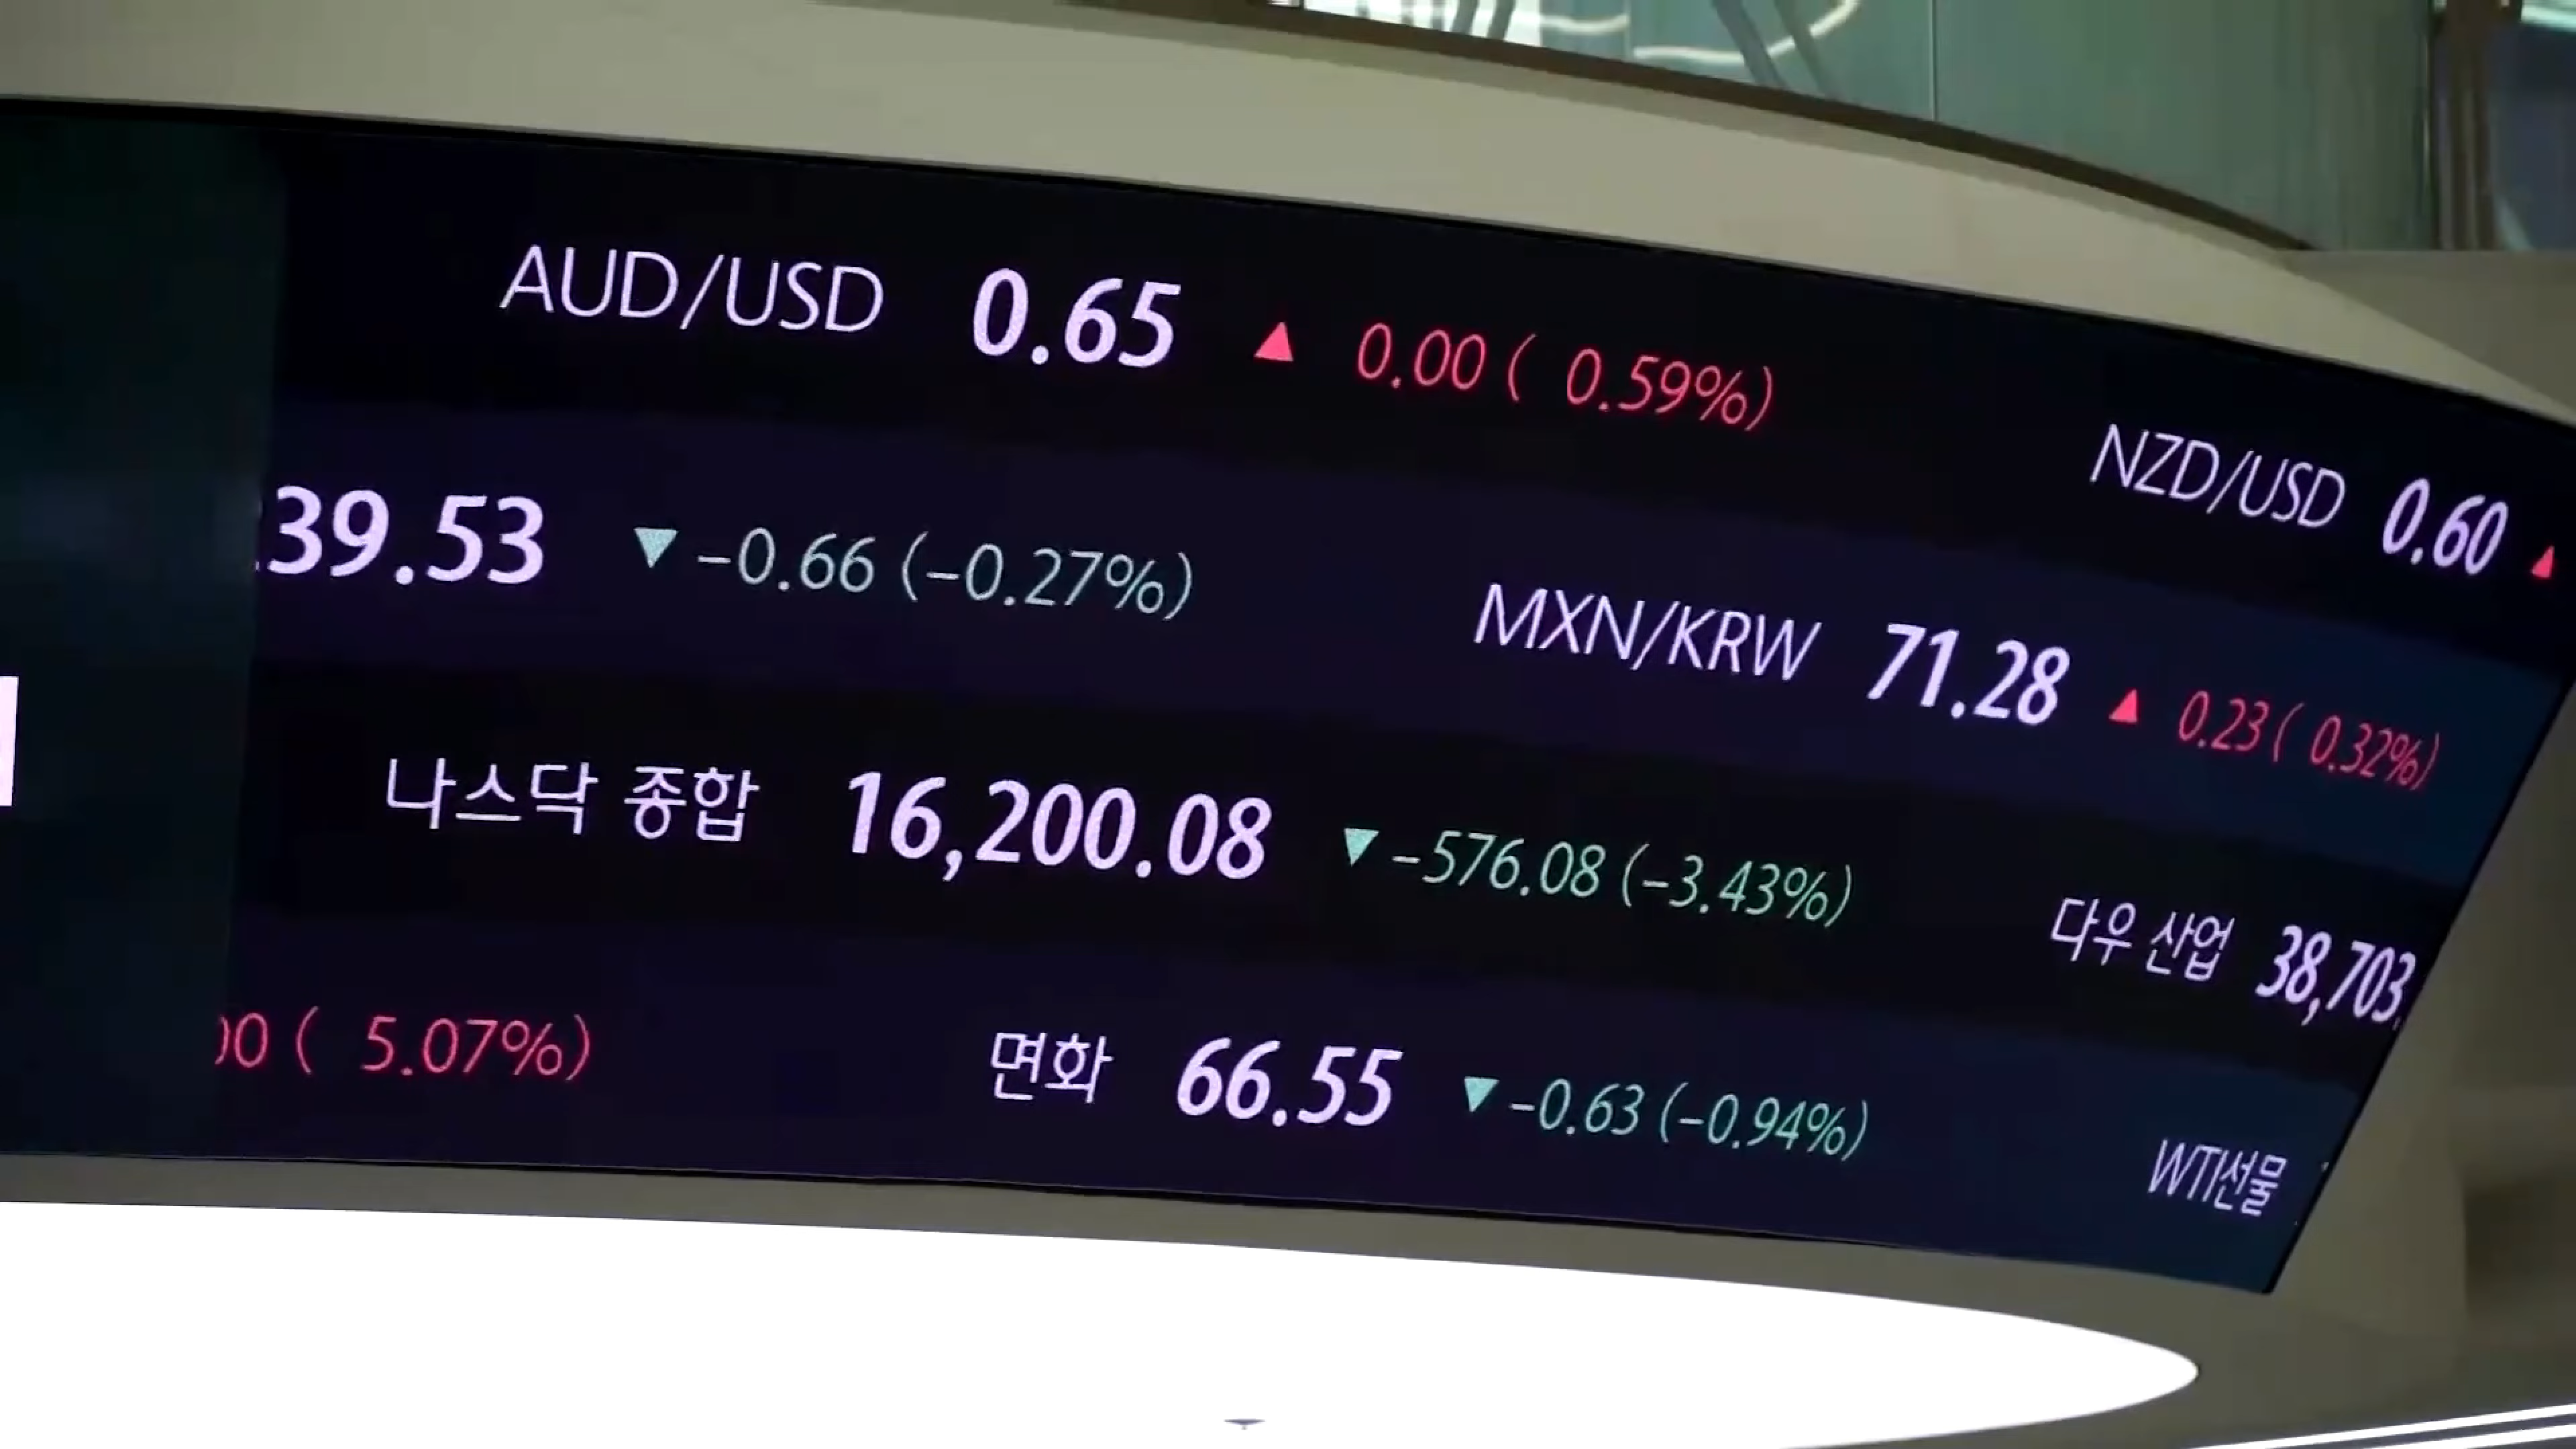 AUD/USD 0.65 ▲ 0.00 ( 0.59%) NZD/USD 0.60 ▲
39.53 ▼ -0.66 (-0.27%) MXN/KRW 71.28 ▲ 0.23 ( 0.32%)
나스닥 종합 16,200.08 ▼ -576.08 (-3.43%) 다우 산업 38,703.
0 ( 5.07%) 면화 66.55 ▼ -0.63 (-0.94%) WTI선물